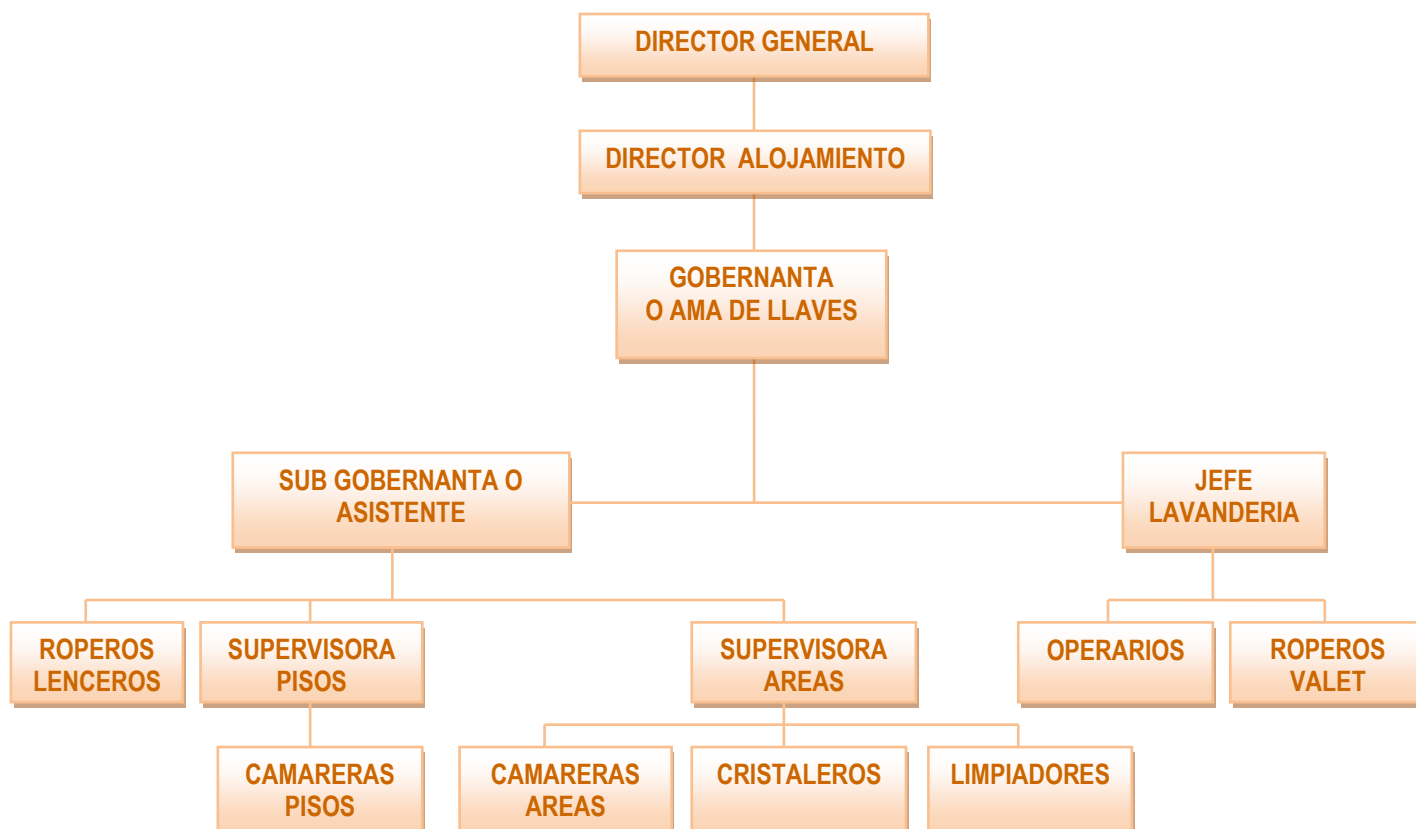 DIRECTOR GENERAL
DIRECTOR ALOJAMIENTO
GOBERNANTA
O AMA DE LLAVES
SUB GOBERNANTA O
ASISTENTE
JEFE
LAVANDERIA
ROPEROS
LENCEROS
SUPERVISORA
PISOS
SUPERVISORA
AREAS
OPERARIOS
ROPEROS
VALET
CAMARERAS
PISOS
CAMARERAS
AREAS
CRISTALEROS
LIMPIADORES